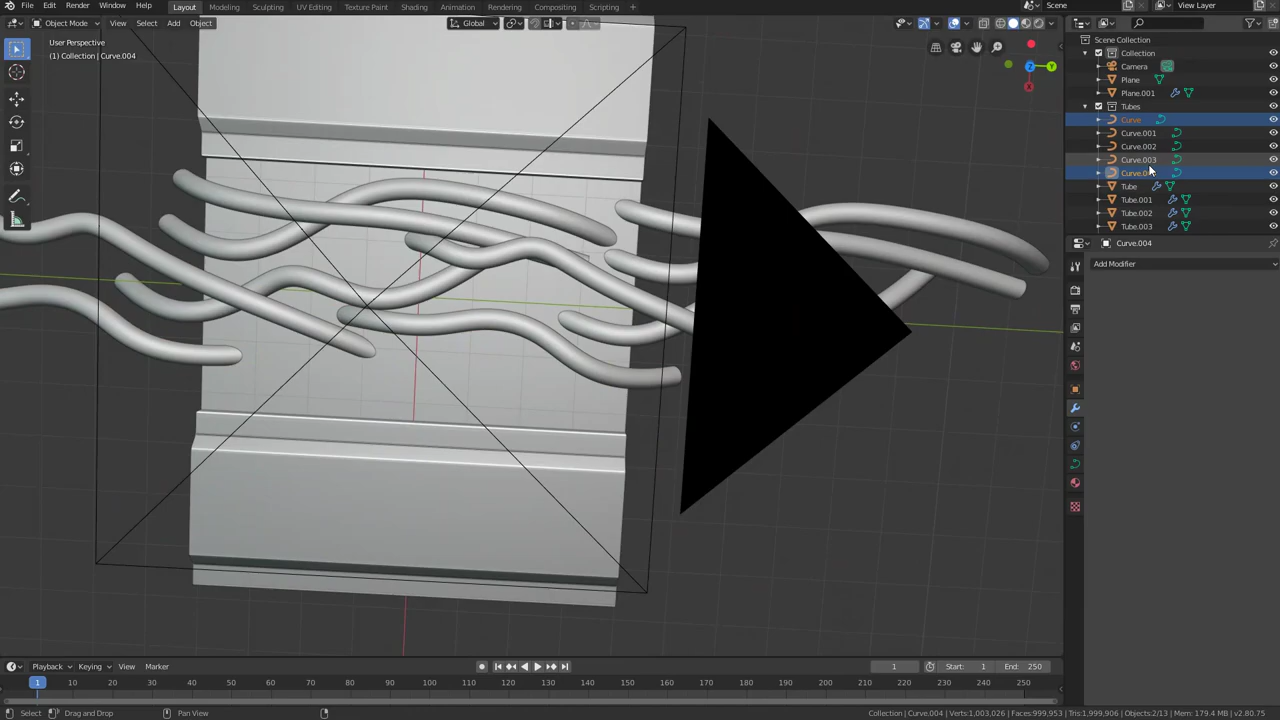 File Edit Render Window Help Layout Modeling Sculpting UV Editing Texture Paint Shading Animation Rendering Compositing Scripting Scene View Layer
Object Mode View Select Add Object Global
User Perspective
(1) Collection | Curve.004
Scene Collection
Collection
Camera
Plane
Plane.001
Tubes
Curve
Curve.001
Curve.002
Curve.003
Tube
Tube.001
Tube.002
Tube.003
Curve.004
Add Modifier
Playback Keying View Marker 1 Start: 1 End: 250
1 10 20 30 40 50 60 70 80 90 100 110 120 130 140 150 160 170 180 190 200 210 220 230 240 250
Select Drag and Drop Pan View Collection | Curve.004 | Verts:1,003,026 | Faces:999,953 | Tris:1,999,906 | Objects:2/13 | Mem: 179.4 MB | v2.80.75